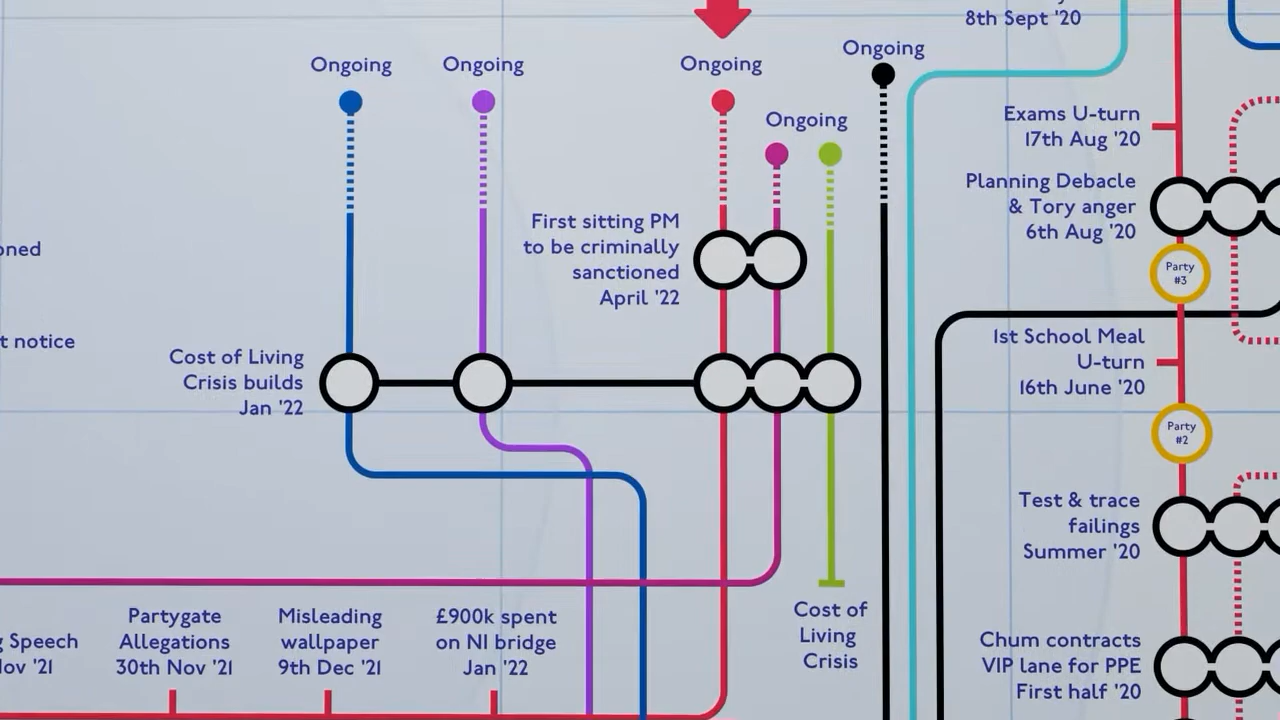 8th Sept '20
Ongoing
Ongoing
Ongoing
Ongoing
Ongoing
Exams U-turn
17th Aug '20
Planning Debacle
& Tory anger
6th Aug '20
Party
#3
First sitting PM
to be criminally
sanctioned
April '22
t notice
1st School Meal
U-turn
16th June '20
Cost of Living
Crisis builds
Jan '22
Party
#2
Test & trace
failings
Summer '20
Speech
'21
Partygate
Allegations
30th Nov '21
Misleading
wallpaper
9th Dec '21
£900k spent
on NI bridge
Jan '22
Cost of
Living
Crisis
Chum contracts
VIP lane for PPE
First half '20